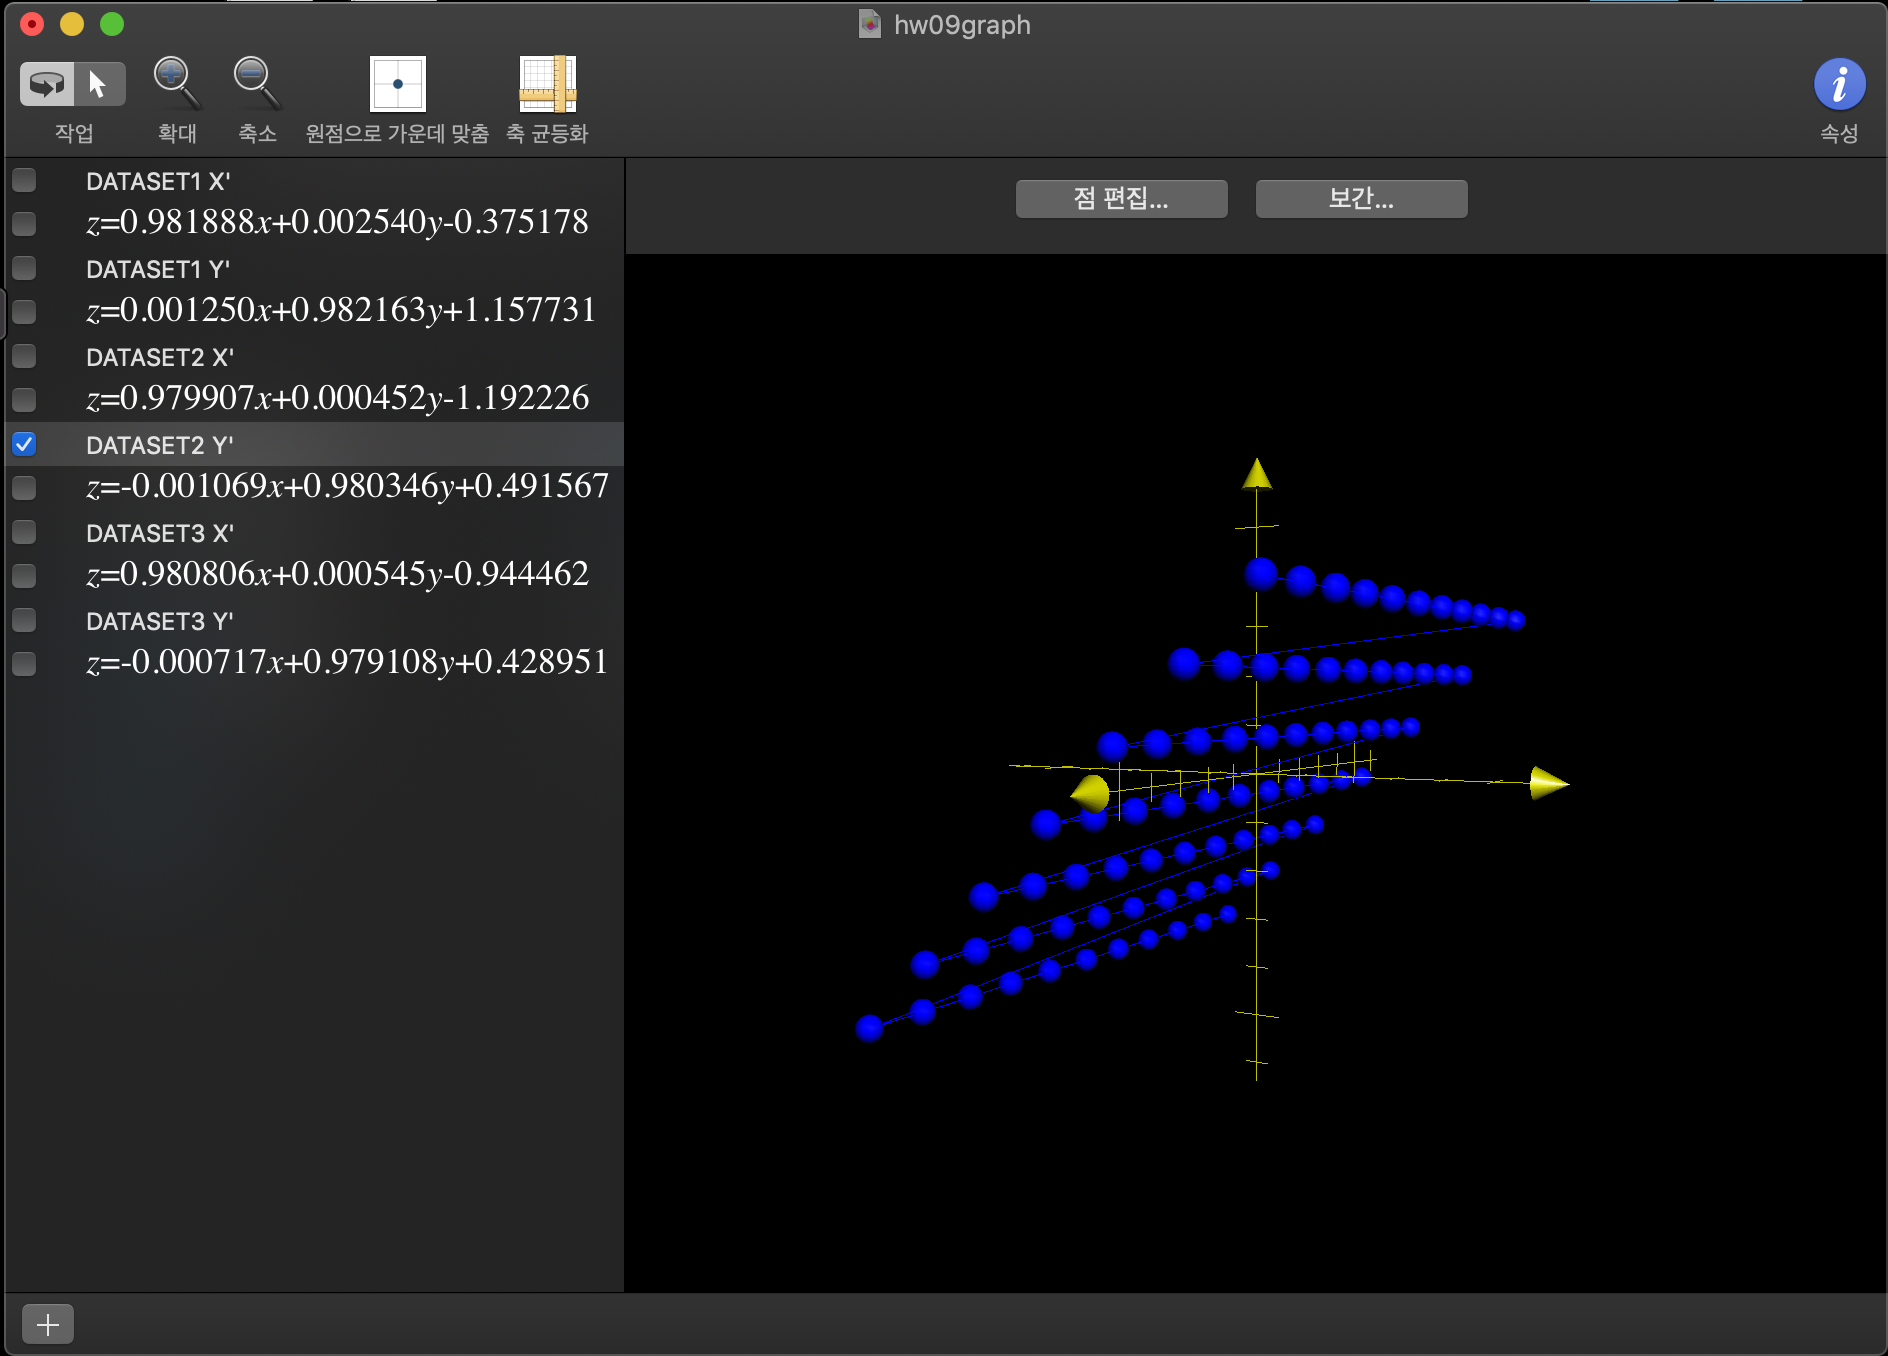 hw09graph
작업
확대
축소
원점으로 가운데 맞춤
축 균등화
속성
DATASET1 X'
z=0.981888x+0.002540y-0.375178
DATASET1 Y'
z=0.001250x+0.982163y+1.157731
DATASET2 X'
z=0.979907x+0.000452y-1.192226
DATASET2 Y'
z=-0.001069x+0.980346y+0.491567
DATASET3 X'
z=0.980806x+0.000545y-0.944462
DATASET3 Y'
z=-0.000717x+0.979108y+0.428951
점 편집...
보간...